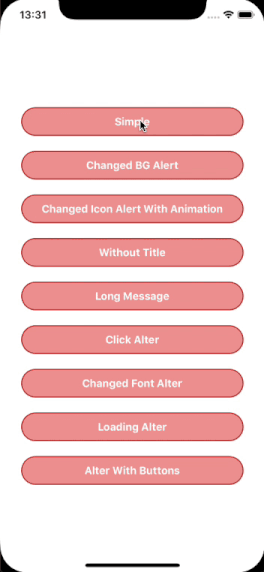 13:31
Simple
Changed BG Alert
Changed Icon Alert With Animation
Without Title
Long Message
Click Alter
Changed Font Alter
Loading Alter
Alter With Buttons